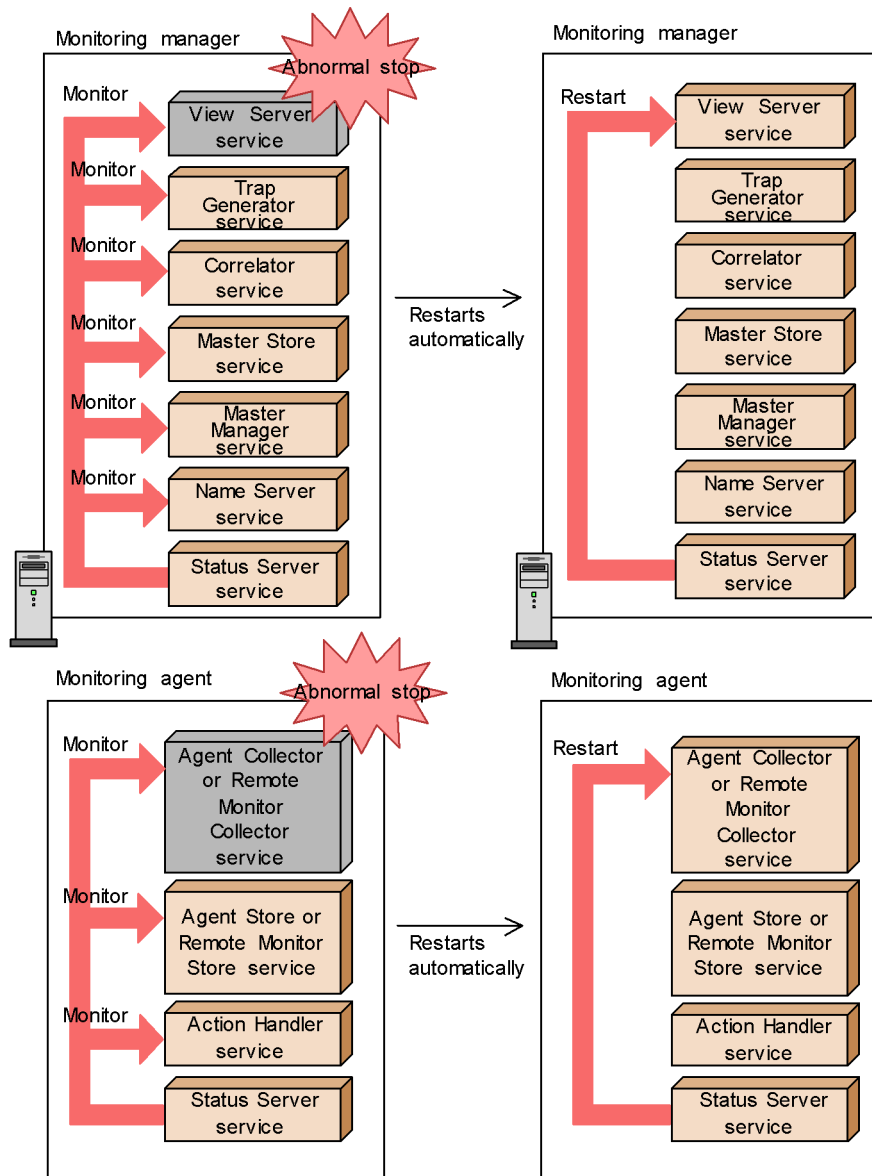 Monitoring manager
Abnormal stop
Monitor
View Server
service
Monitor
Trap
Generator
service
Monitor
Correlator
service
Monitor
Master Store
service
Monitor
Master
Manager
service
Monitor
Name Server
service
Status Server
service
Restarts
automatically
Monitoring manager
Restart
View Server
service
Trap
Generator
service
Correlator
service
Master Store
service
Master
Manager
service
Name Server
service
Status Server
service
Monitoring agent
Abnormal stop
Monitor
Agent Collector
or Remote
Monitor
Collector
service
Monitor
Agent Store or
Remote Monitor
Store service
Monitor
Action Handler
service
Status Server
service
Restarts
automatically
Monitoring agent
Restart
Agent Collector
or Remote
Monitor
Collector
service
Agent Store or
Remote Monitor
Store service
Action Handler
service
Status Server
service